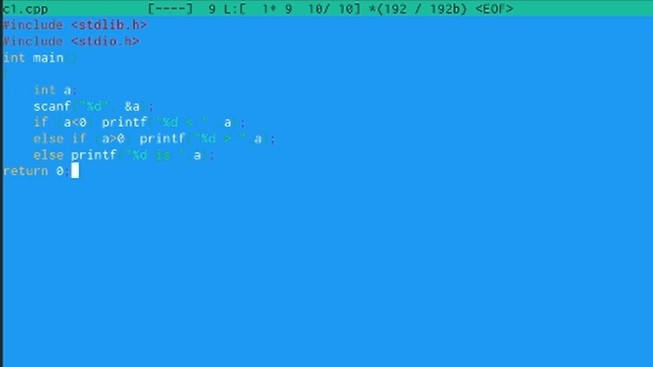 c1.cpp [----] 9 L:[ 1+ 9 10/ 10] *(192 / 192b) <EOF>
#include <stdlib.h>
#include <stdio.h>
int main()
{
int a;
scanf("%d", &a);
if (a<0) printf("%d < ", a);
else if (a>0) printf("%d > ", a);
else printf("%d is ", a);
return 0;